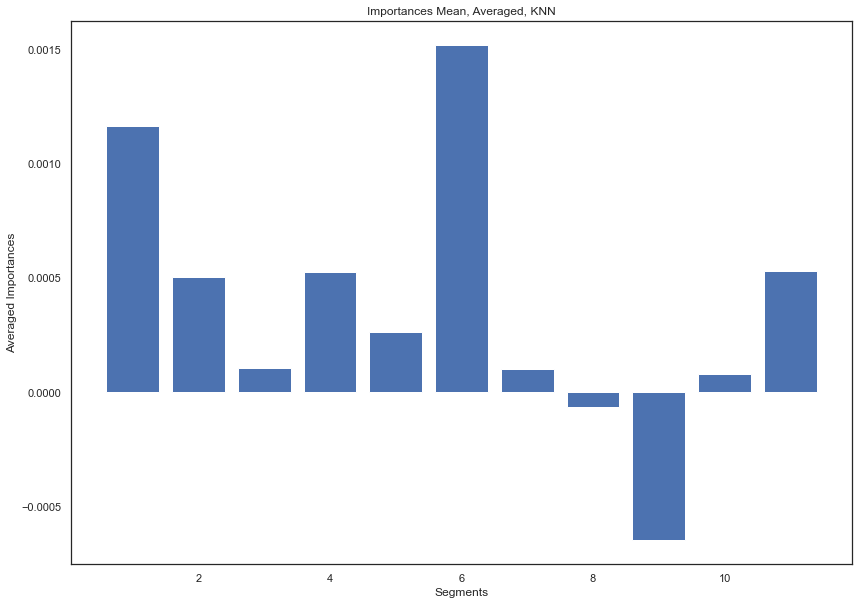 Importances Mean, Averaged, KNN
Averaged Importances
0.0015
0.0010
0.0005
0.0000
−0.0005
2 4 6 8 10
Segments